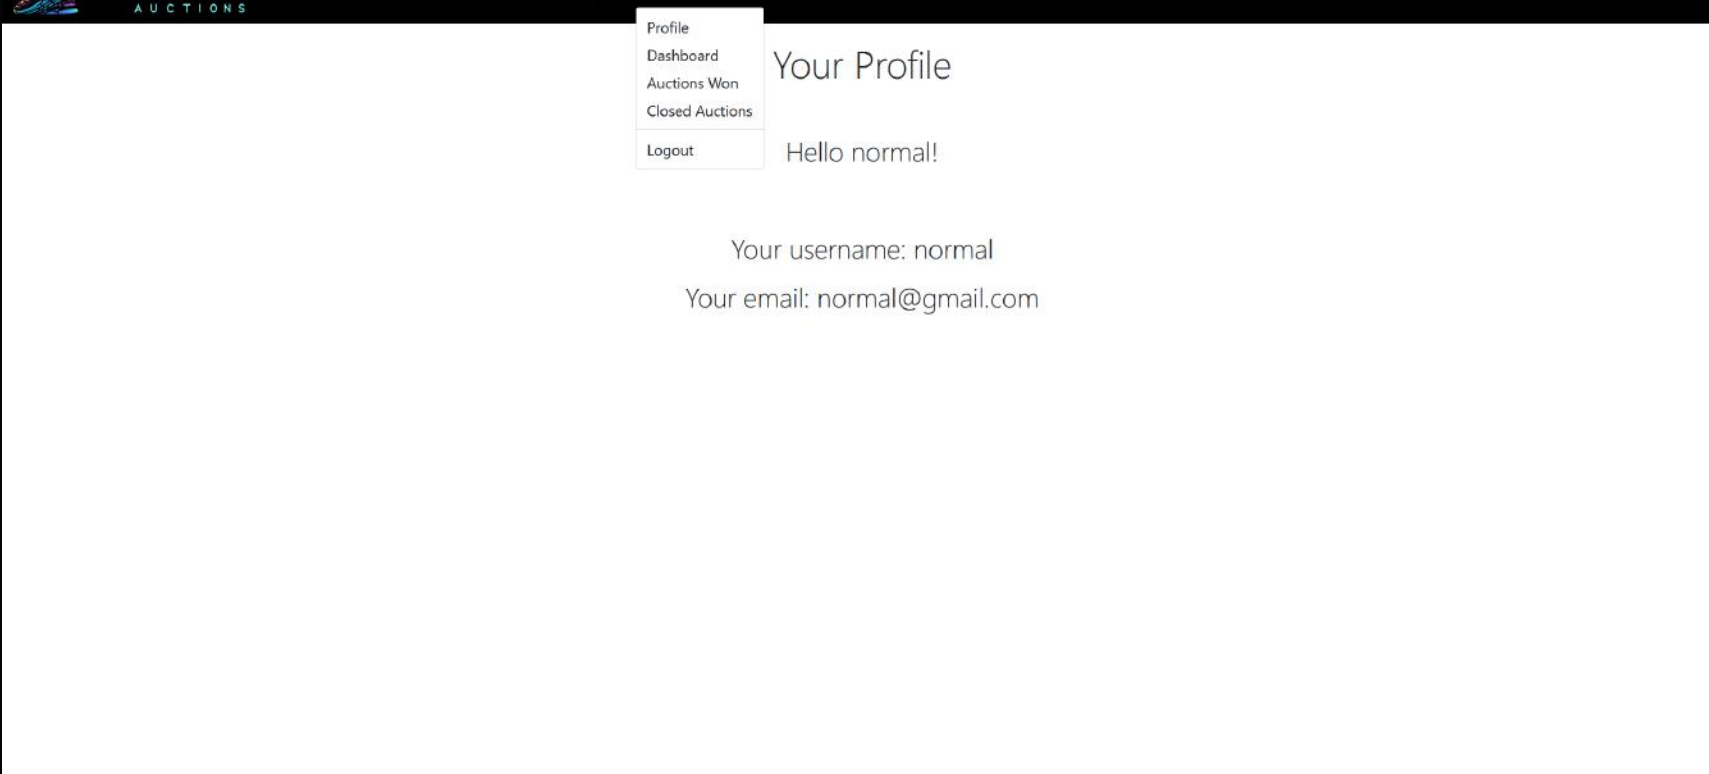 AUCTIONS
Profile
Dashboard
Auctions Won
Closed Auctions
Logout
Your Profile
Hello normal!
Your username: normal
Your email: normal@gmail.com